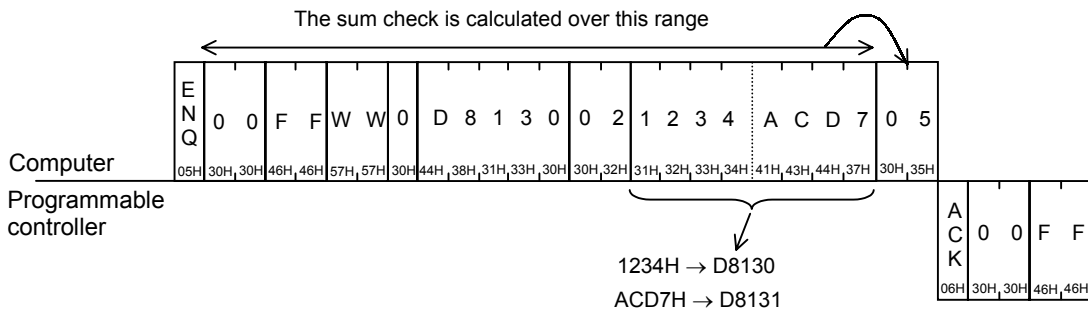 The sum check is calculated over this range
ENQ 0 0 F F W W 0 D 8 1 3 0 0 2 1 2 3 4 A C D 7 0 5
Computer 05H 30H 30H 46H 46H 57H 57H 30H 44H 38H 31H 33H 30H 30H 32H 31H 32H 33H 34H 41H 43H 44H 37H 30H 35H
Programmable
controller
ACK 0 0 F F
06H 30H 30H 46H 46H
1234H → D8130
ACD7H → D8131